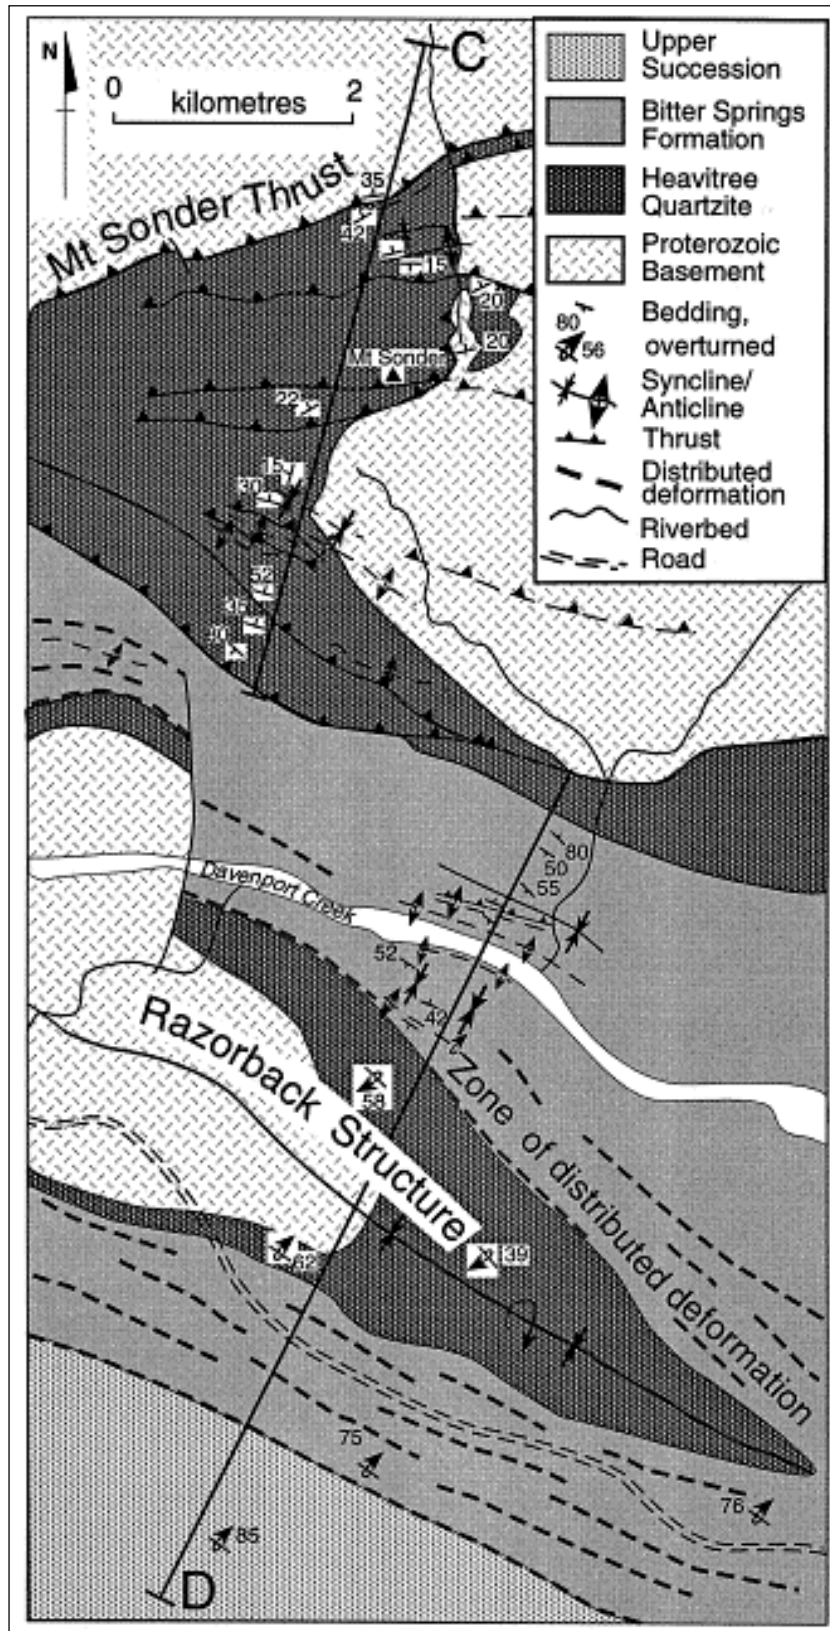 C
N
0 2
kilometres
Mt Sonder Thrust
35
42
15
20
20
Mt Sonder
22
30
52
80
50
55
Davenport Creek
52
Razorback Structure
58
Zone of distributed deformation
62
39
75
76
85
D
Upper
Succession
Bitter Springs
Formation
Heavitree
Quartzite
Proterozoic
Basement
80
56
Bedding,
overturned
Syncline/
Anticline
Thrust
Distributed
deformation
Riverbed
Road